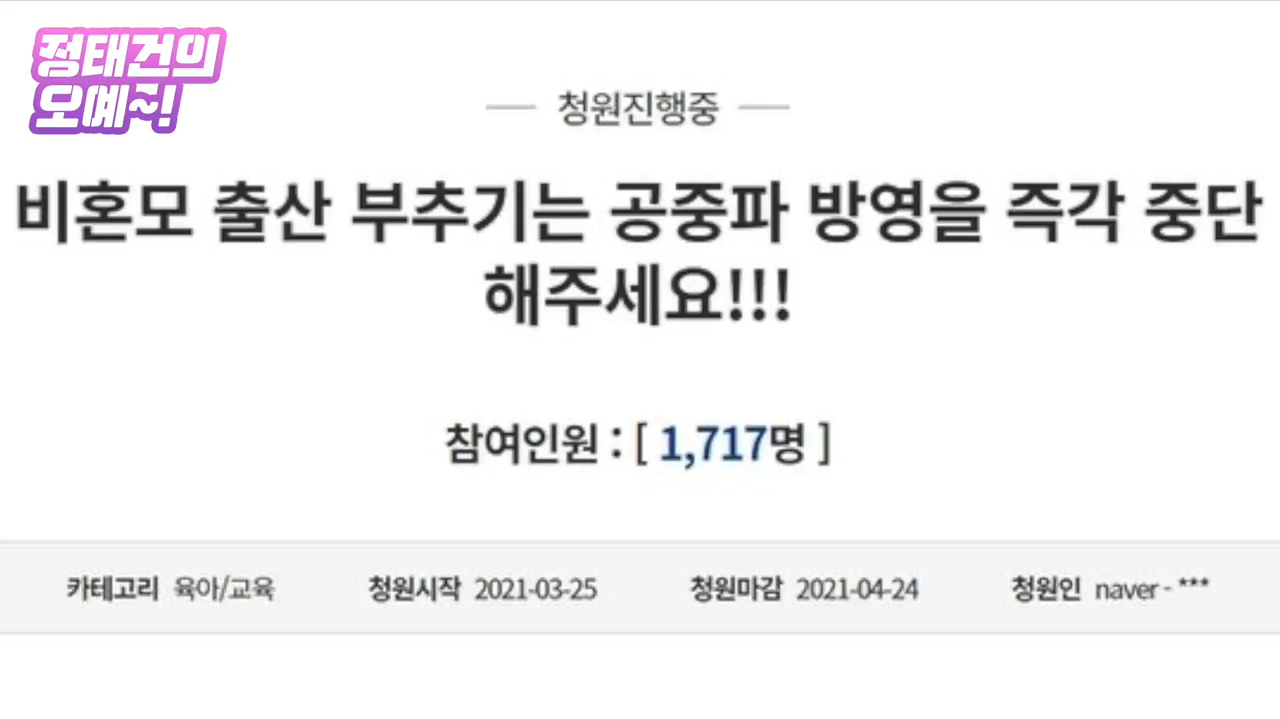 정태건의
오예~!
청원진행중
비혼모 출산 부추기는 공중파 방영을 즉각 중단
해주세요!!!
참여인원 : [ 1,717명 ]
카테고리 육아/교육 청원시작 2021-03-25 청원마감 2021-04-24 청원인 naver - ***